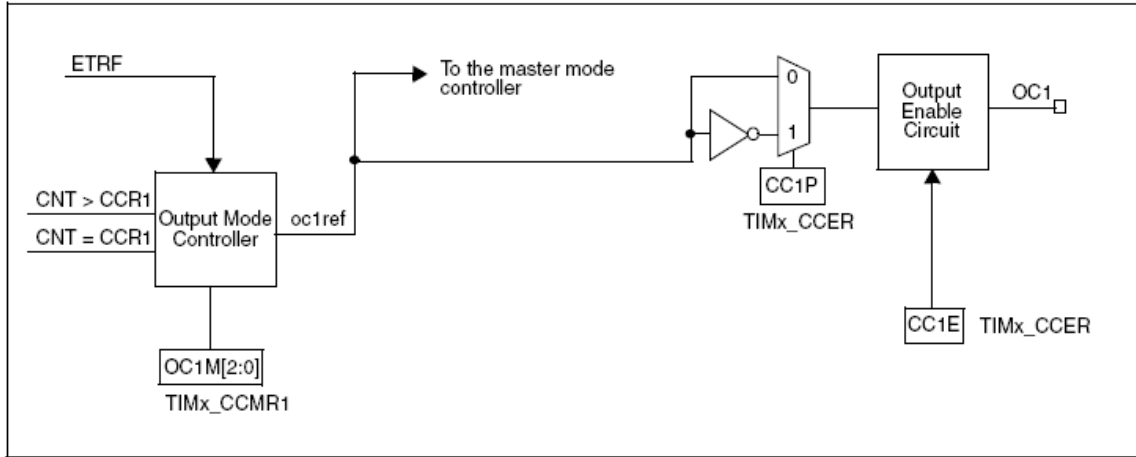 ETRF
To the master mode
controller
0
1
Output
Enable
Circuit
OC1
CC1P
TIMx_CCER
CNT > CCR1
CNT = CCR1
Output Mode
Controller
oc1ref
CC1E
TIMx_CCER
OC1M[2:0]
TIMx_CCMR1